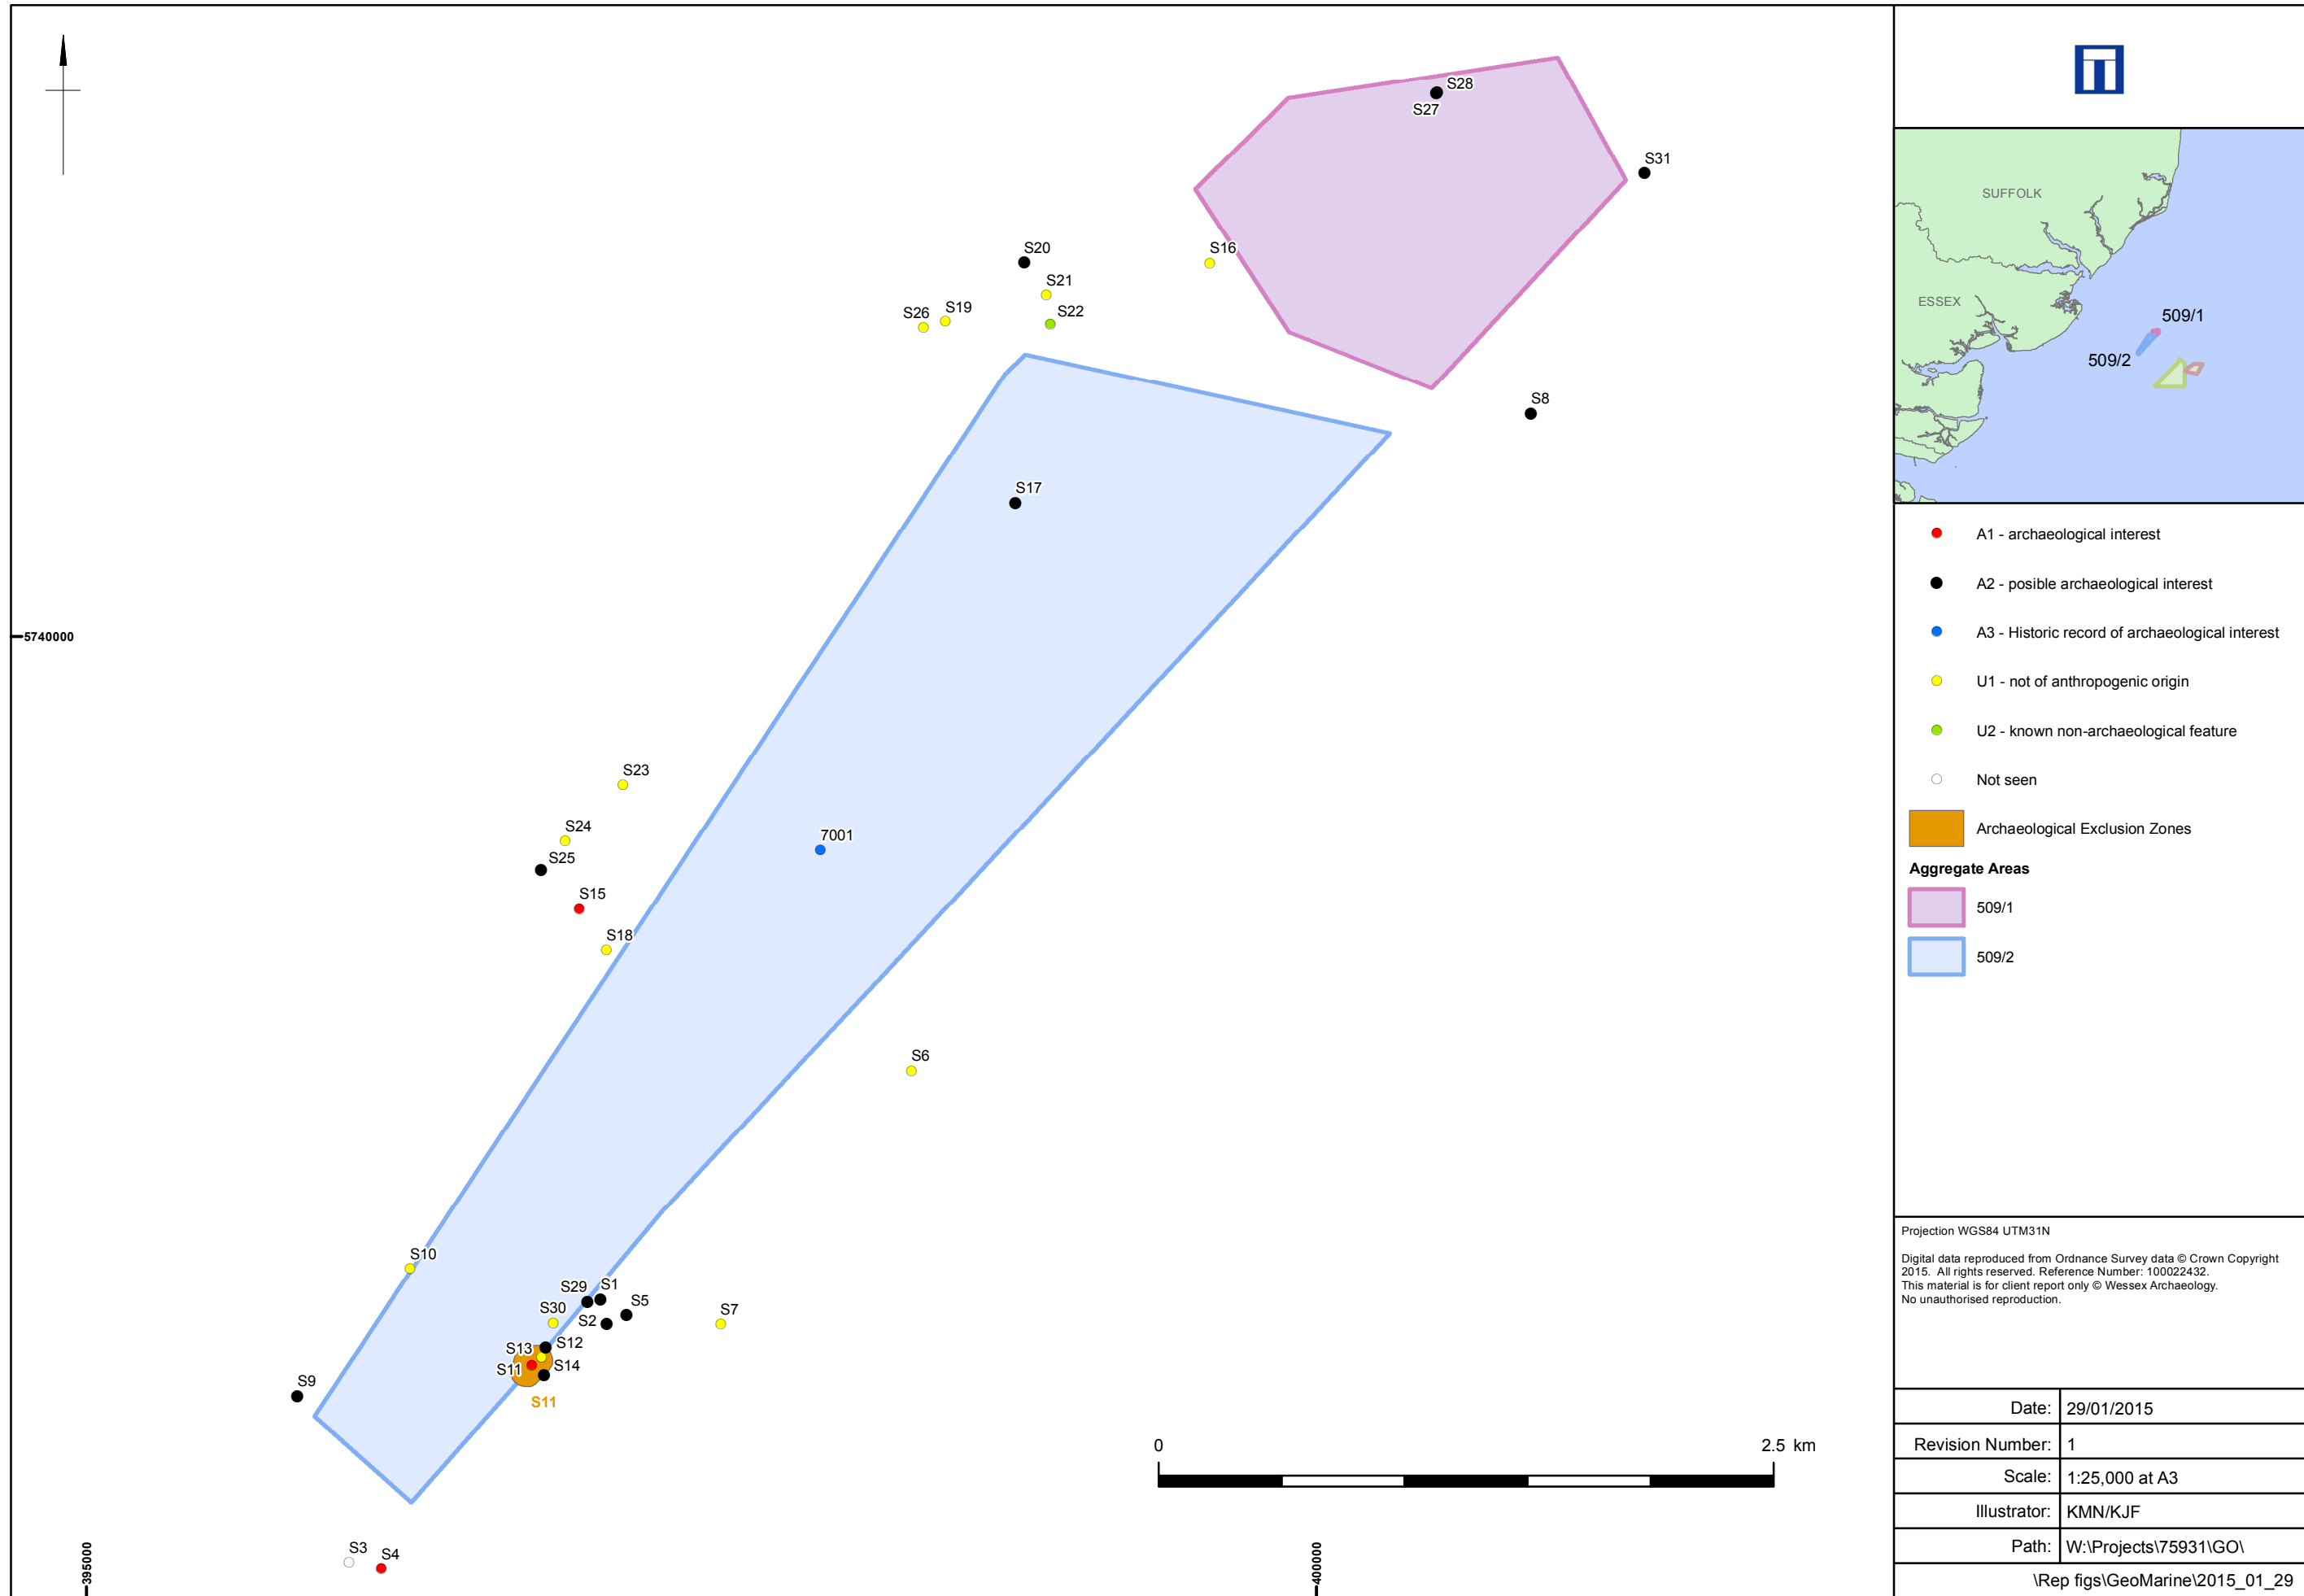 S28
S27
S31
S20
S16
S21
S26
S19
S22
S8
S17
5740000
S23
7001
S24
S25
S15
S18
S6
S10
S29
S1
S30
S5
S2
S7
S13
S12
S11
S14
S9
S11
0
2.5 km
S3
S4
395000
400000
SUFFOLK
ESSEX
509/1
509/2
A1 - archaeological interest
A2 - posible archaeological interest
A3 - Historic record of archaeological interest
U1 - not of anthropogenic origin
U2 - known non-archaeological feature
Not seen
Archaeological Exclusion Zones
Aggregate Areas
509/1
509/2
Projection WGS84 UTM31N
Digital data reproduced from Ordnance Survey data © Crown Copyright
2015. All rights reserved. Reference Number: 100022432.
This material is for client report only © Wessex Archaeology.
No unauthorised reproduction.
Date: 29/01/2015
Revision Number: 1
Scale: 1:25,000 at A3
Illustrator: KMN/KJF
Path: W:\Projects\75931\GO\
\Rep figs\GeoMarine\2015_01_29